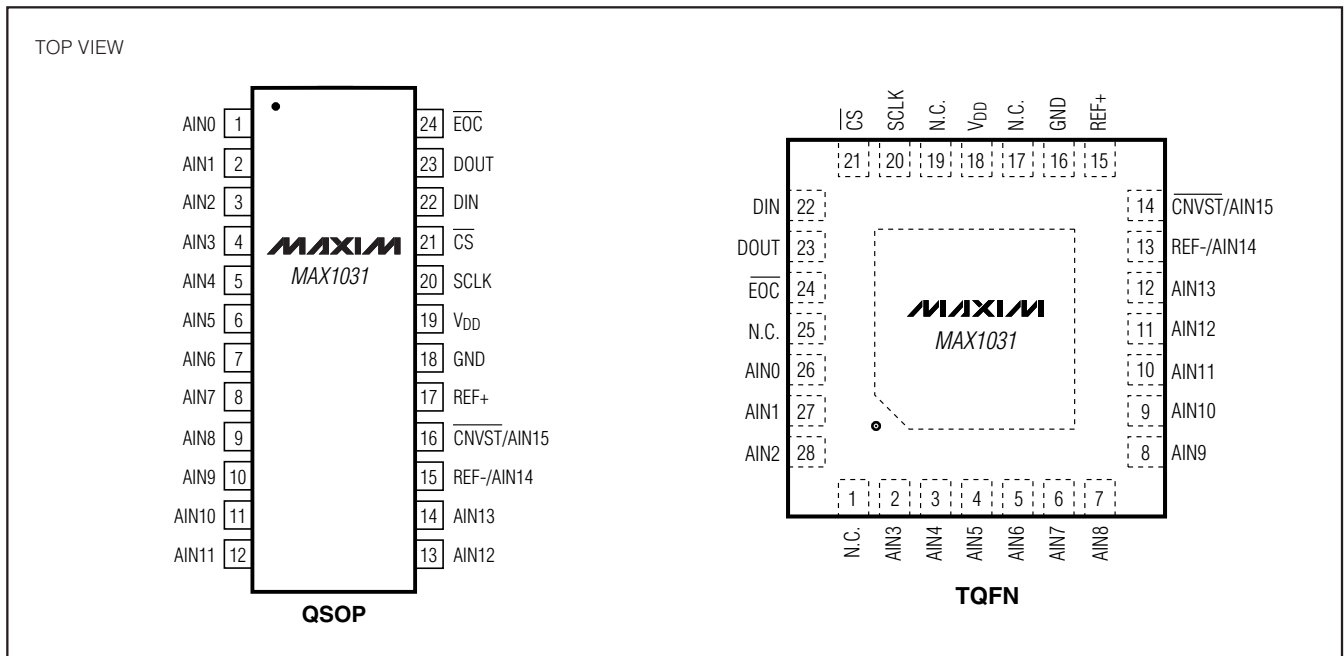 TOP VIEW
AIN0 1
AIN1 2
AIN2 3
AIN3 4
AIN4 5
AIN5 6
AIN6 7
AIN7 8
AIN8 9
AIN9 10
AIN10 11
AIN11 12
MAXIM
MAX1031
24 EOC
23 DOUT
22 DIN
21 CS
20 SCLK
19 VDD
18 GND
17 REF+
16 CNVST/AIN15
15 REF-/AIN14
14 AIN13
13 AIN12
QSOP
CS SCLK N.C. VDD N.C. GND REF+
21 20 19 18 17 16 15
DIN 22
DOUT 23
EOC 24
N.C. 25
AIN0 26
AIN1 27
AIN2 28
MAXIM
MAX1031
14 CNVST/AIN15
13 REF-/AIN14
12 AIN13
11 AIN12
10 AIN11
9 AIN10
8 AIN9
1 2 3 4 5 6 7
N.C. AIN3 AIN4 AIN5 AIN6 AIN7 AIN8
TQFN